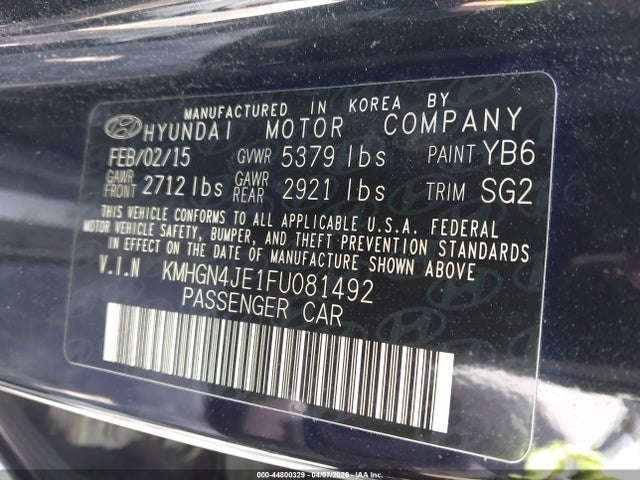 MANUFACTURED IN KOREA BY
HYUNDAI MOTOR COMPANY
FEB/02/15 GVWR 5379 lbs PAINT YB6
GAWR FRONT 2712 lbs GAWR REAR 2921 lbs TRIM SG2
THIS VEHICLE CONFORMS TO ALL APPLICABLE U.S.A. FEDERAL
MOTOR VEHICLE SAFETY, BUMPER, AND THEFT PREVENTION STANDARDS
IN EFFECT ON THE DATE OF MANUFACTURE SHOWN ABOVE
V.I.N KMHGN4JE1FU081492
PASSENGER CAR
000-44800329 - 04/07/2026 - IAA Inc.